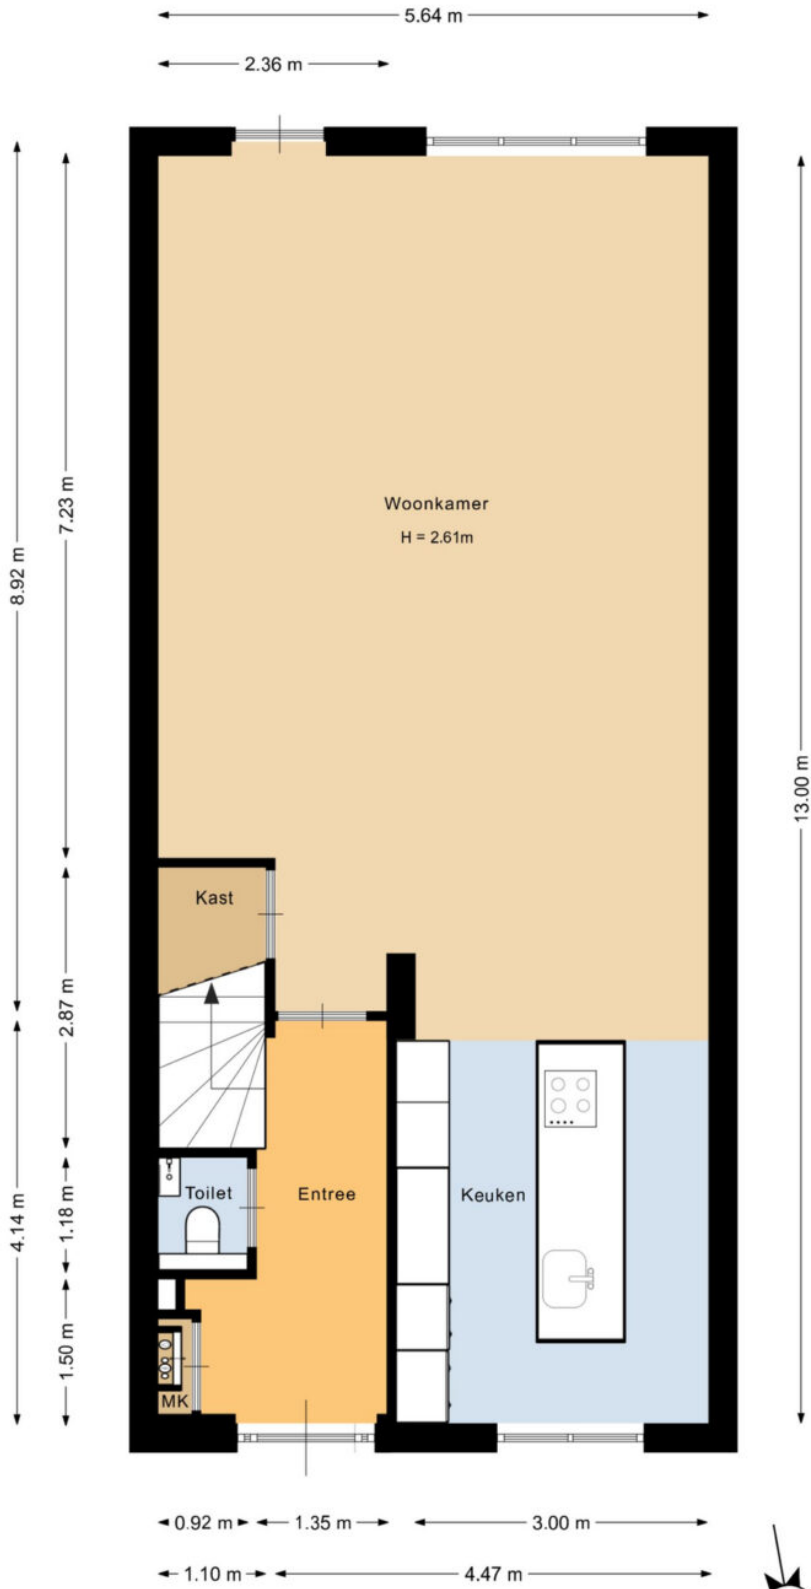 5.64 m
2.36 m
8.92 m
7.23 m
Woonkamer
H = 2.61m
13.00 m
Kast
2.87 m
4.14 m
1.18 m
Toilet
Entree
Keuken
1.50 m
MK
0.92 m
1.35 m
3.00 m
1.10 m
4.47 m